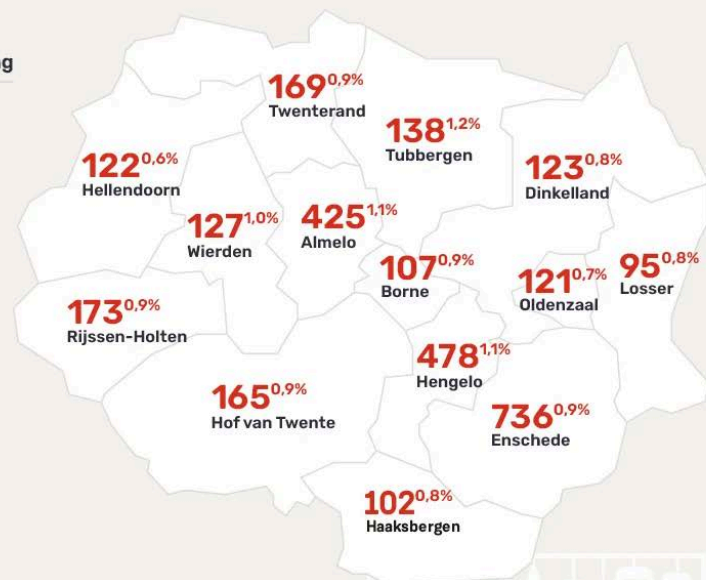 169 0,9%
Twenterand
138 1,2%
Tubbergen
122 0,6%
Hellendoorn
123 0,8%
Dinkelland
127 1,0%
Wierden
425 1,1%
Almelo
107 0,9%
Borne
121 0,7%
Oldenzaal
95 0,8%
Losser
173 0,9%
Rijssen-Holten
478 1,1%
Hengelo
165 0,9%
Hof van Twente
736 0,9%
Enschede
102 0,8%
Haaksbergen